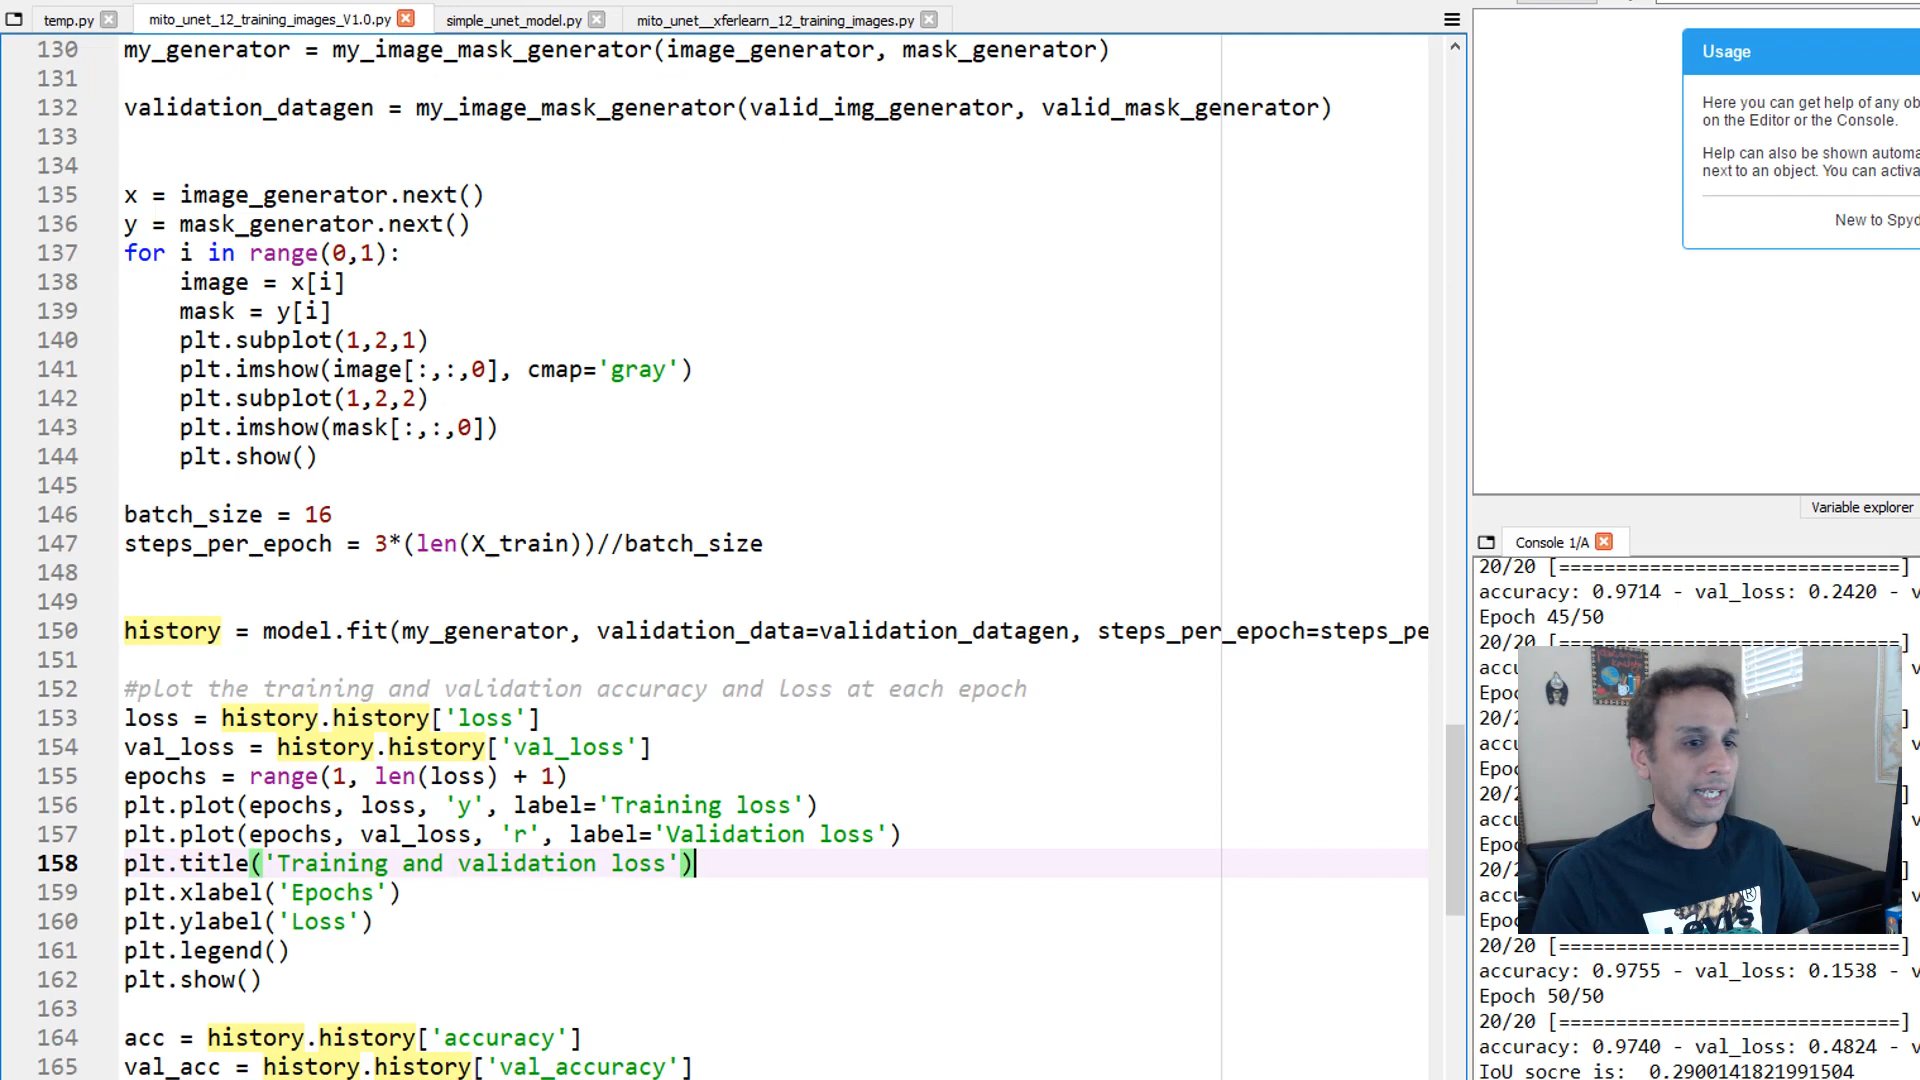 temp.py
mito_unet_12_training_images_V1.0.py
simple_unet_model.py
mito_unet__xferlearn_12_training_images.py
130 my_generator = my_image_mask_generator(image_generator, mask_generator)
131
132 validation_datagen = my_image_mask_generator(valid_img_generator, valid_mask_generator)
133
134
135 x = image_generator.next()
136 y = mask_generator.next()
137 for i in range(0,1):
138 image = x[i]
139 mask = y[i]
140 plt.subplot(1,2,1)
141 plt.imshow(image[:,:,0], cmap='gray')
142 plt.subplot(1,2,2)
143 plt.imshow(mask[:,:,0])
144 plt.show()
145
146 batch_size = 16
147 steps_per_epoch = 3*(len(X_train))//batch_size
148
149
150 history = model.fit(my_generator, validation_data=validation_datagen, steps_per_epoch=steps_pe
151
152 #plot the training and validation accuracy and loss at each epoch
153 loss = history.history['loss']
154 val_loss = history.history['val_loss']
155 epochs = range(1, len(loss) + 1)
156 plt.plot(epochs, loss, 'y', label='Training loss')
157 plt.plot(epochs, val_loss, 'r', label='Validation loss')
158 plt.title('Training and validation loss')
159 plt.xlabel('Epochs')
160 plt.ylabel('Loss')
161 plt.legend()
162 plt.show()
163
164 acc = history.history['accuracy']
165 val_acc = history.history['val_accuracy']
Usage
Here you can get help of any ob
on the Editor or the Console.
Help can also be shown automa
next to an object. You can activa
New to Spyd
Variable explorer
Console 1/A
20/20 [==============================]
accuracy: 0.9714 - val_loss: 0.2420 - v
Epoch 45/50
20/20 [==============================]
accu
Epoc
20/2
accu
Epoc
20/2
accu
Epoc
20/2
accu
Epoc
Levi's
20/20 [==============================]
accuracy: 0.9755 - val_loss: 0.1538 - v
Epoch 50/50
20/20 [==============================]
accuracy: 0.9740 - val_loss: 0.4824 - v
IoU socre is: 0.2900141821991504